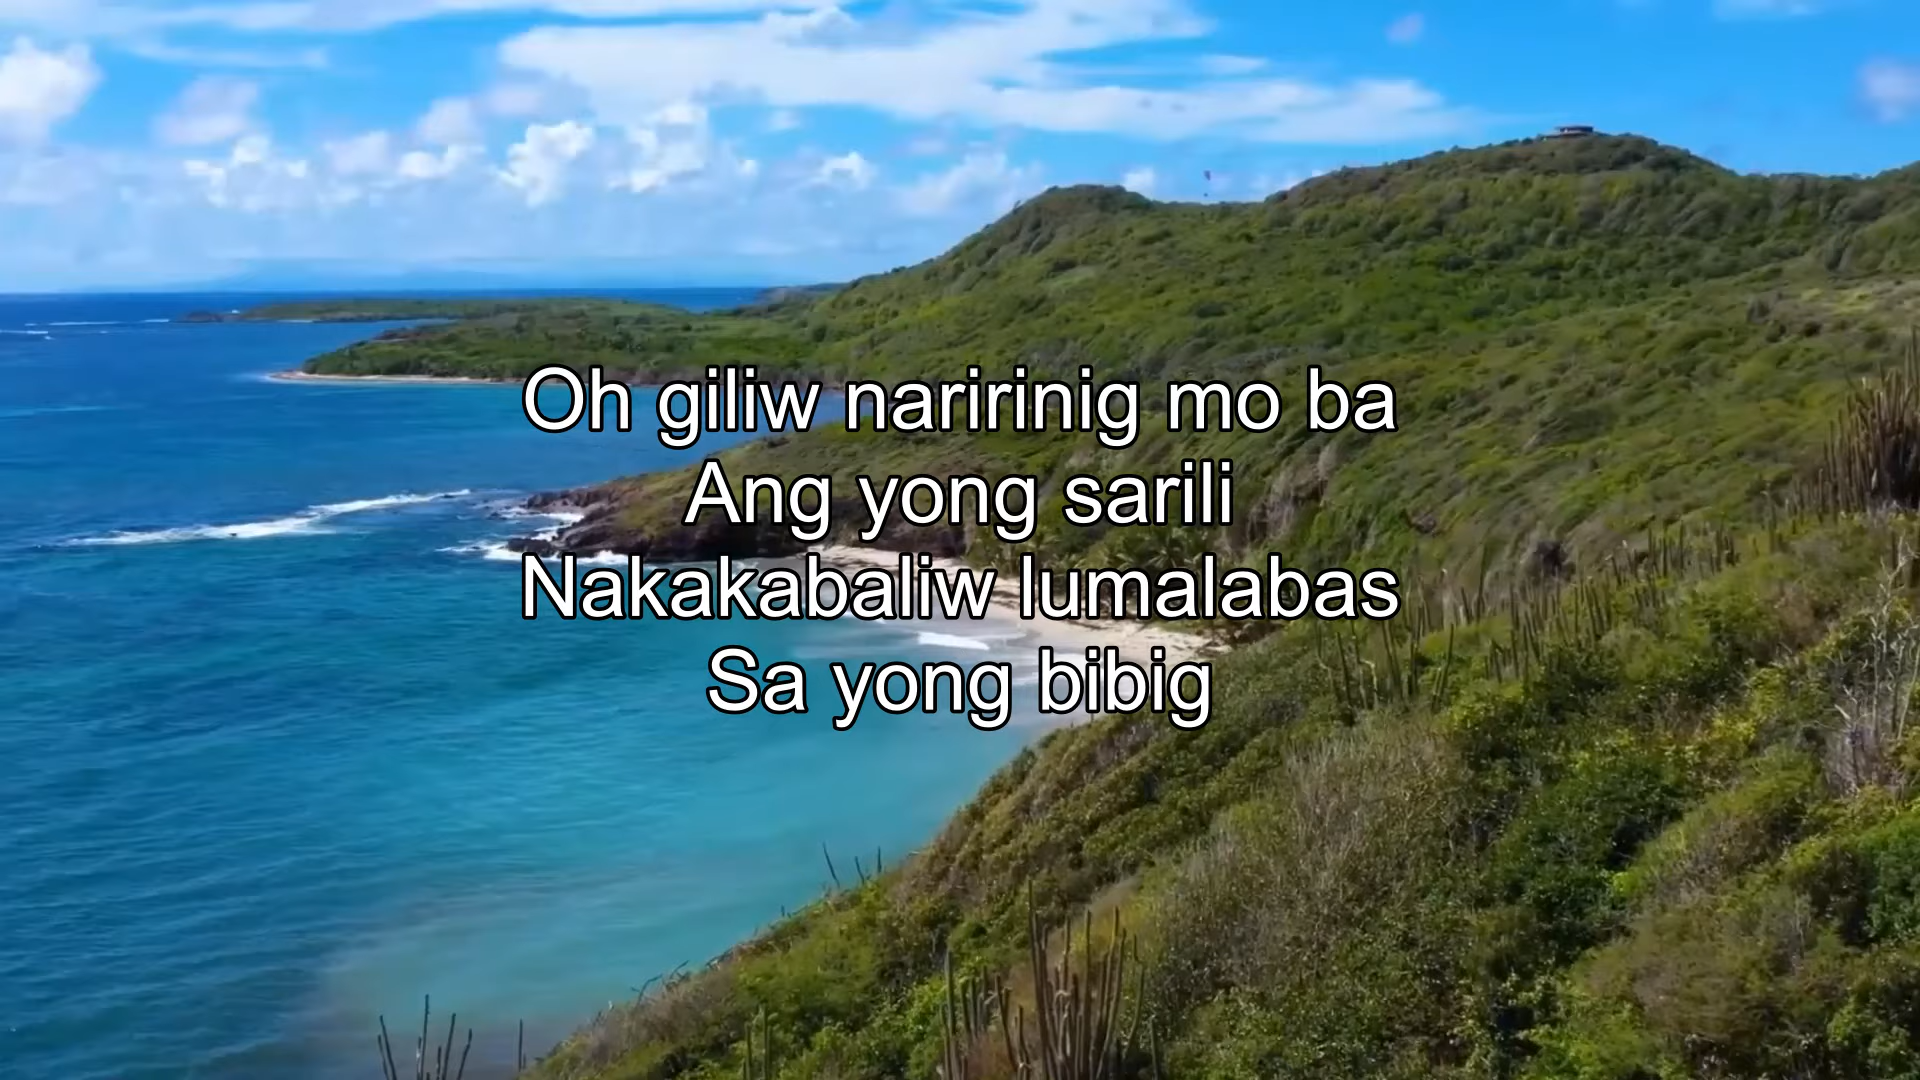 Oh giliw naririnig mo ba
Ang yong sarili
Nakakabaliw lumalabas
Sa yong bibig